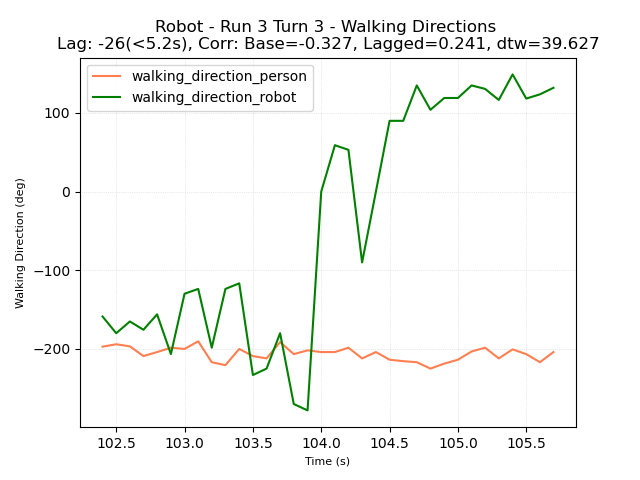 Robot - Run 3 Turn 3 - Walking Directions
Lag: -26(<5.2s), Corr: Base=-0.327, Lagged=0.241, dtw=39.627
walking_direction_person
walking_direction_robot
100
0
−100
−200
Walking Direction (deg)
102.5 103.0 103.5 104.0 104.5 105.0 105.5
Time (s)